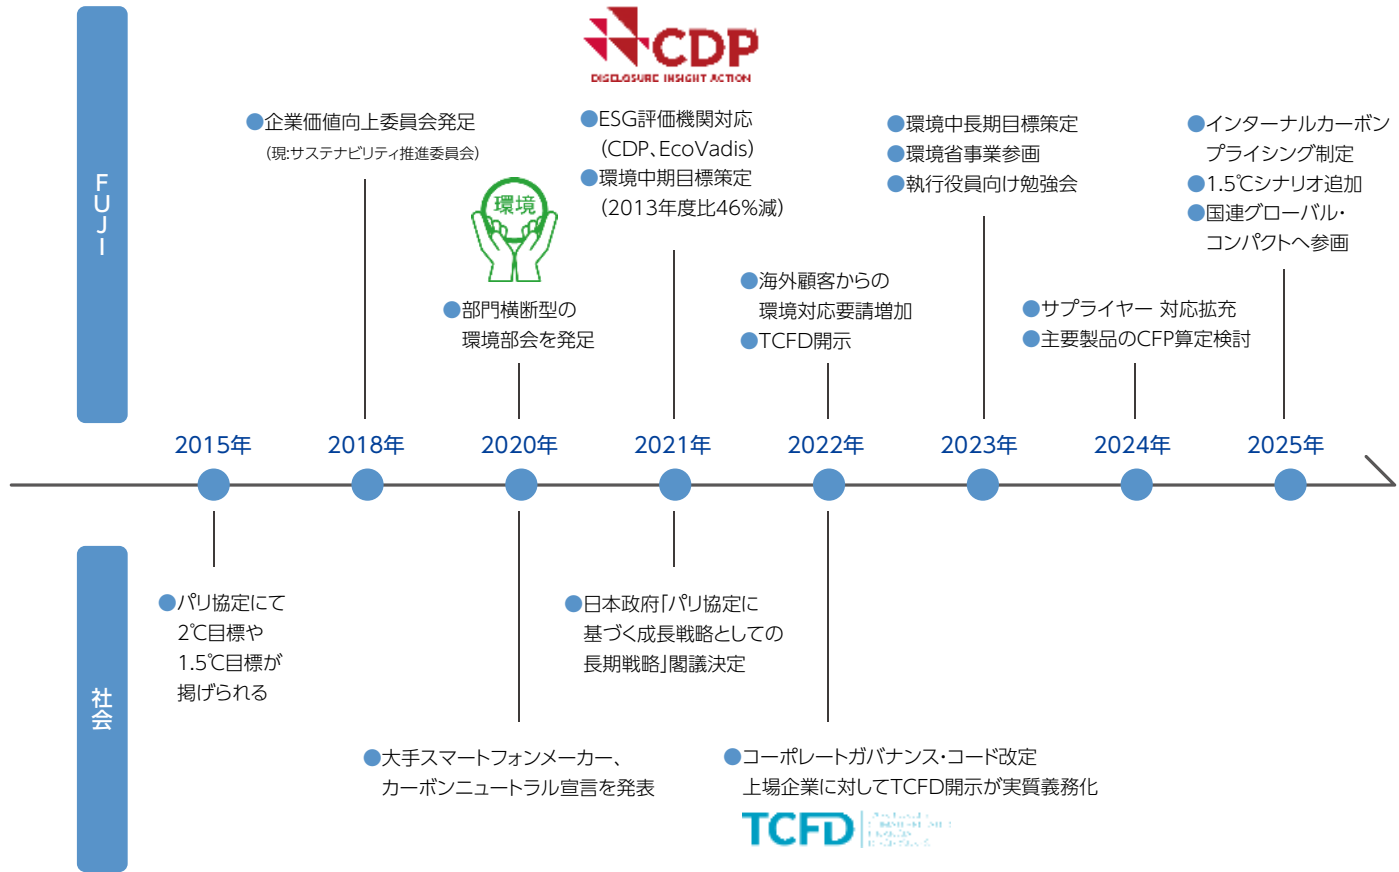 FUJI
CDP
DISCLOSURE INSIGHT ACTION
●企業価値向上委員会発足
(現:サステナビリティ推進委員会)
環境
●部門横断型の
環境部会を発足
●ESG評価機関対応
(CDP、EcoVadis)
●環境中期目標策定
(2013年度比46%減)
●海外顧客からの
環境対応要請増加
●TCFD開示
●環境中長期目標策定
●環境省事業参画
●執行役員向け勉強会
●サプライヤー 対応拡充
●主要製品のCFP算定検討
●インターナルカーボン
プライシング制定
●1.5℃シナリオ追加
●国連グローバル・
コンパクトへ参画
2015年
2018年
2020年
2021年
2022年
2023年
2024年
2025年
社会
●パリ協定にて
2℃目標や
1.5℃目標が
掲げられる
●大手スマートフォンメーカー、
カーボンニュートラル宣言を発表
●日本政府「パリ協定に
基づく成長戦略としての
長期戦略」閣議決定
●コーポレートガバナンス・コード改定
上場企業に対してTCFD開示が実質義務化
TCFD